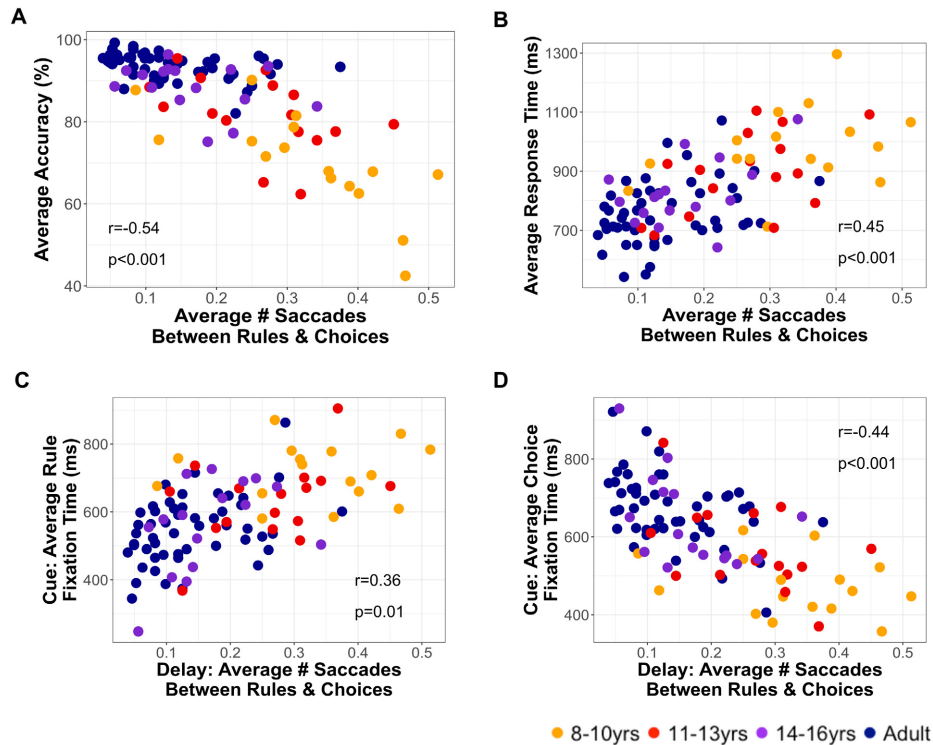 A
Average Accuracy (%)
100
80
60
40
r=-0.54
p<0.001
0.1 0.2 0.3 0.4 0.5
Average # Saccades
Between Rules & Choices
B
Average Response Time (ms)
1300
1100
900
700
r=0.45
p<0.001
0.1 0.2 0.3 0.4 0.5
Average # Saccades
Between Rules & Choices
C
Cue: Average Rule
Fixation Time (ms)
800
600
400
r=0.36
p=0.01
0.1 0.2 0.3 0.4 0.5
Delay: Average # Saccades
Between Rules & Choices
D
Cue: Average Choice
Fixation Time (ms)
800
600
400
r=-0.44
p<0.001
0.1 0.2 0.3 0.4 0.5
Delay: Average # Saccades
Between Rules & Choices
8-10yrs 11-13yrs 14-16yrs Adult